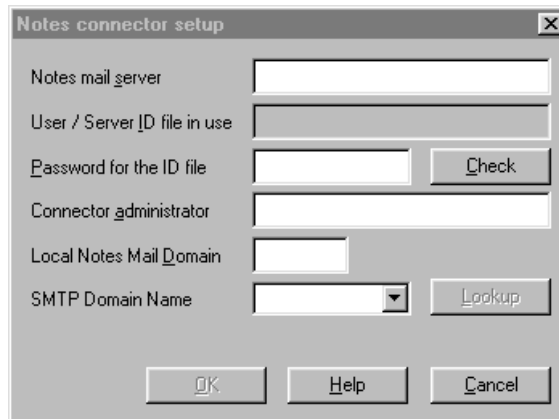 Notes connector setup
Notes mail server
User / Server ID file in use
Password for the ID file
Check
Connector administrator
Local Notes Mail Domain
SMTP Domain Name
Lookup
OK
Help
Cancel